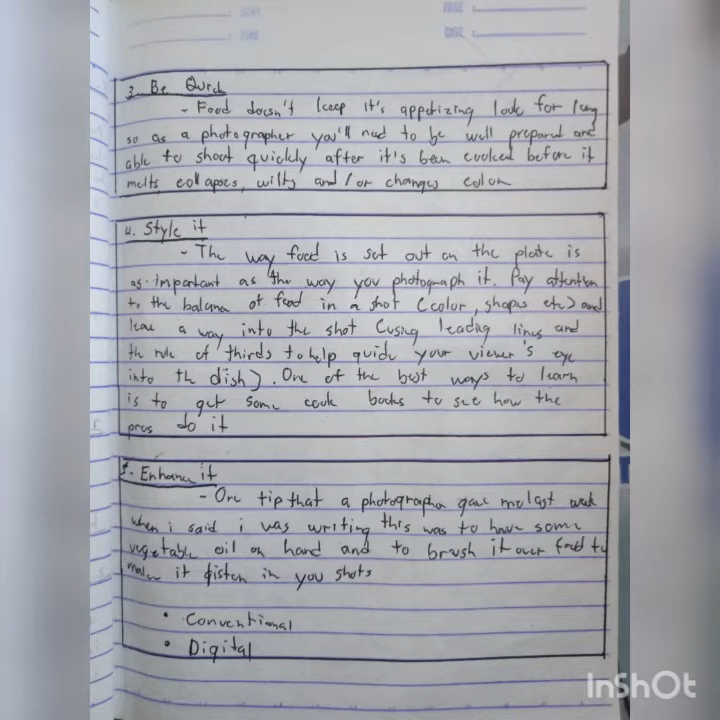 PAGE
DATE
3. Be Quick
- Food doesn't keep it's appetizing look for long
so as a photographer you'll need to be well prepared and
able to shoot quickly after it's been cooked before it
melts, collapses, wilts and/or changes color
4. Style it
- The way food is set out on the plate is
as important as the way you photograph it. Pay attention
to the balance of food in a shot (color, shapes etc) and
leave a way into the shot (using leading lines and
th rule of thirds to help guide your viewer's eye
into th dish). One of the best ways to learn
is to get some cook books to see how the
pros do it
5. Enhance it
- One tip that a photographer gave me last week
when i said i was writing this was to have some
vegetable oil on hand and to brush it over food to
make it glisten in you shots
• Conventional
• Digital
InShOt